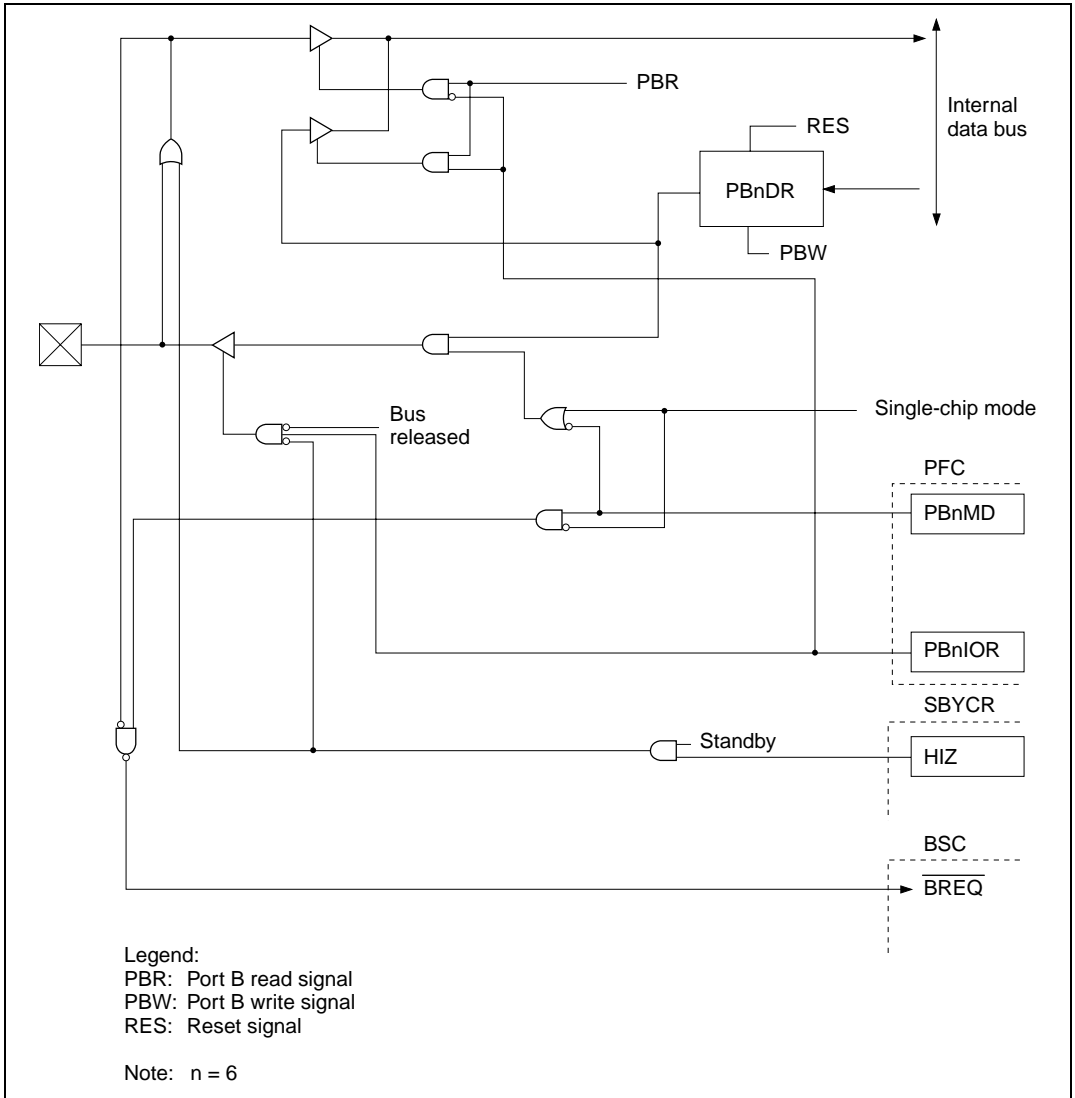 PBR
Internal
data bus
RES
PBnDR
PBW
Bus
released
Single-chip mode
PFC
PBnMD
PBnIOR
SBYCR
Standby
HIZ
BSC
BREQ
Legend:
PBR: Port B read signal
PBW: Port B write signal
RES: Reset signal
Note: n = 6